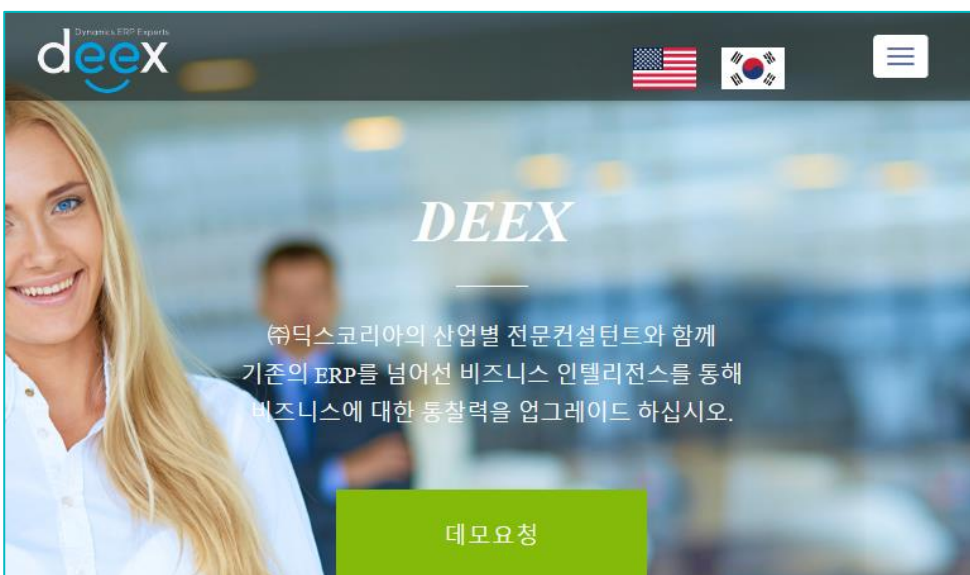 Dynamics ERP Experts
deex
DEEX
㈜딕스코리아의 산업별 전문컨설턴트와 함께
기존의 ERP를 넘어선 비즈니스 인텔리전스를 통해
비즈니스에 대한 통찰력을 업그레이드 하십시오.
데모요청